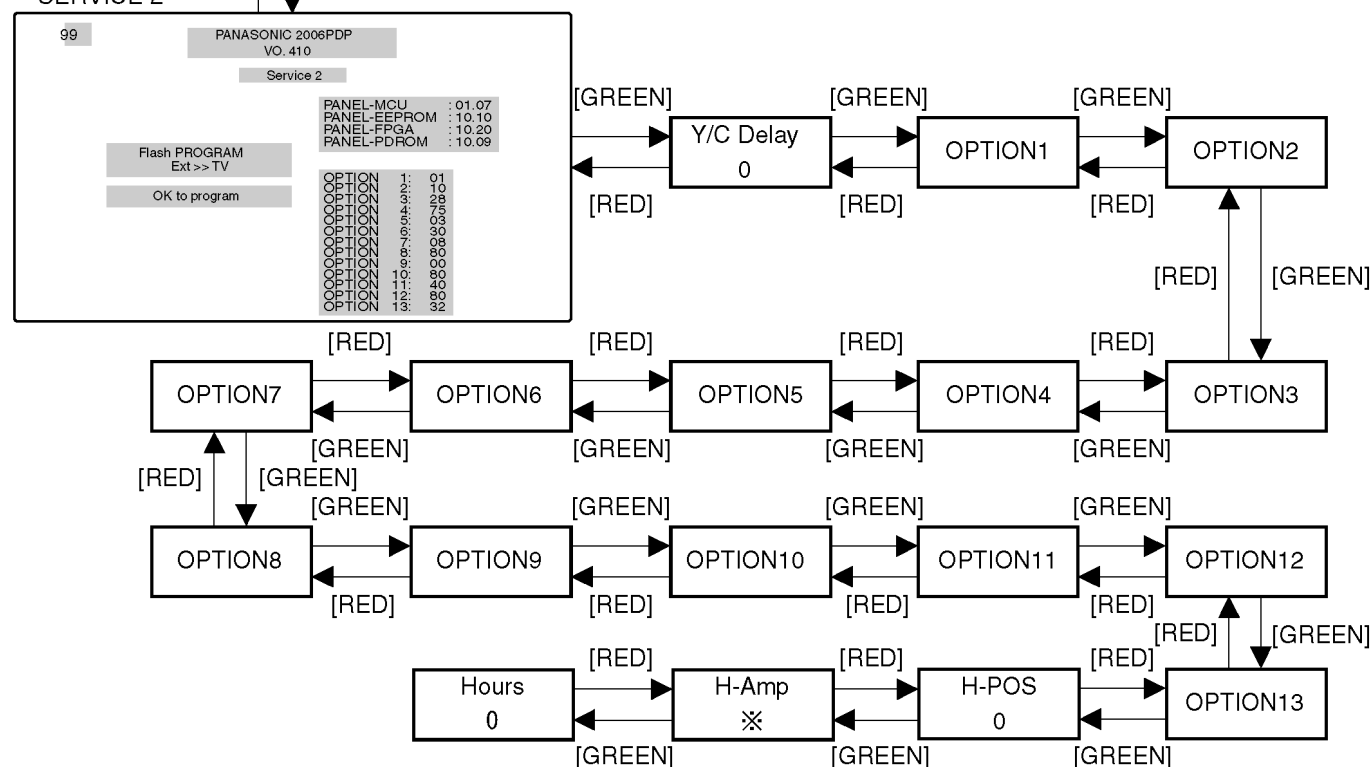 SERVICE 2
99
PANASONIC 2006PDP
VO. 410
Service 2
PANEL-MCU : 01.07
PANEL-EEPROM : 10.10
PANEL-FPGA : 10.20
PANEL-PDROM : 10.09
Flash PROGRAM
Ext >> TV
OK to program
OPTION 1: 01
OPTION 2: 10
OPTION 3: 28
OPTION 4: 75
OPTION 5: 03
OPTION 6: 30
OPTION 7: 08
OPTION 8: 80
OPTION 9: 00
OPTION 10: 80
OPTION 11: 40
OPTION 12: 80
OPTION 13: 32
[GREEN] [GREEN] [GREEN]
Y/C Delay
0
OPTION1
OPTION2
[RED] [RED] [RED]
[RED] [GREEN]
[RED] [RED] [RED] [RED]
OPTION7 OPTION6 OPTION5 OPTION4 OPTION3
[GREEN] [GREEN] [GREEN] [GREEN]
[RED] [GREEN]
[GREEN] [GREEN] [GREEN] [GREEN]
OPTION8 OPTION9 OPTION10 OPTION11 OPTION12
[RED] [RED] [RED] [RED]
[RED] [GREEN]
[RED] [RED] [RED]
Hours
0
H-Amp
※
H-POS
0
OPTION13
[GREEN] [GREEN] [GREEN]